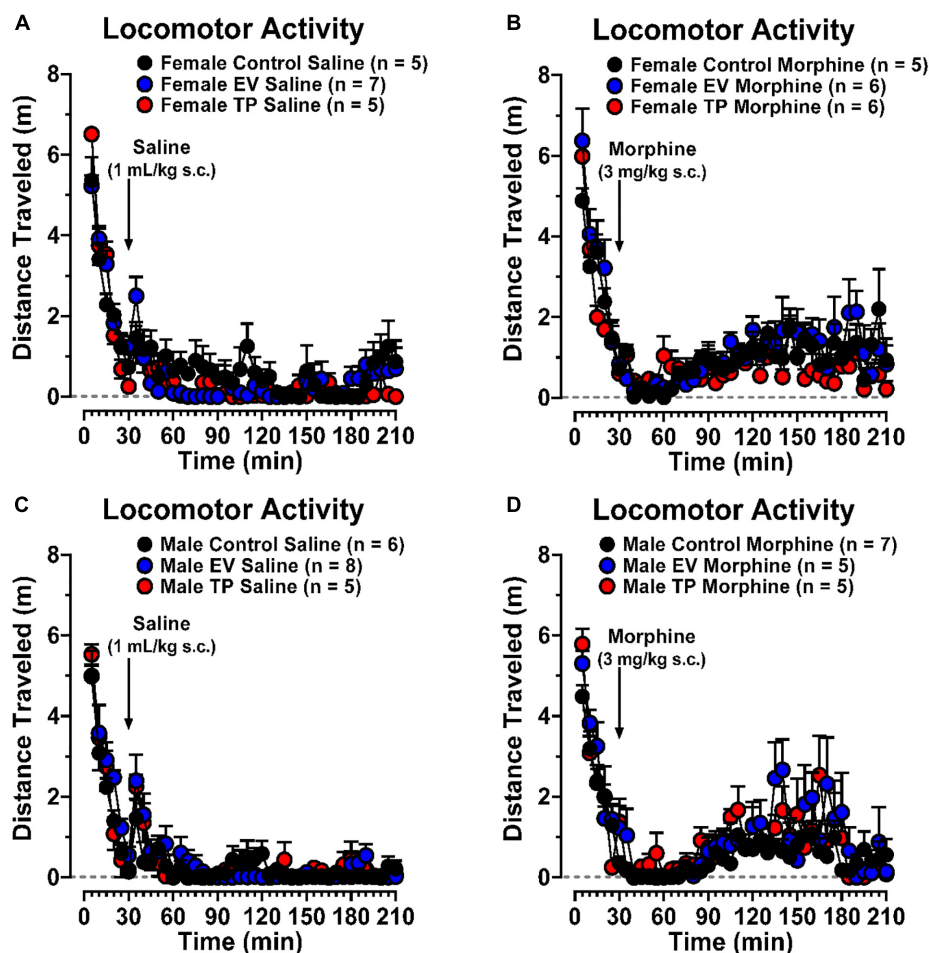 A
Locomotor Activity
Female Control Saline (n = 5)
Female EV Saline (n = 7)
Female TP Saline (n = 5)
Saline
(1 mL/kg s.c.)
Distance Traveled (m)
8
6
4
2
0
0 30 60 90 120 150 180 210
Time (min)
B
Locomotor Activity
Female Control Morphine (n = 5)
Female EV Morphine (n = 6)
Female TP Morphine (n = 6)
Morphine
(3 mg/kg s.c.)
Distance Traveled (m)
8
6
4
2
0
0 30 60 90 120 150 180 210
Time (min)
C
Locomotor Activity
Male Control Saline (n = 6)
Male EV Saline (n = 8)
Male TP Saline (n = 5)
Saline
(1 mL/kg s.c.)
Distance Traveled (m)
8
6
4
2
0
0 30 60 90 120 150 180 210
Time (min)
D
Locomotor Activity
Male Control Morphine (n = 7)
Male EV Morphine (n = 5)
Male TP Morphine (n = 5)
Morphine
(3 mg/kg s.c.)
Distance Traveled (m)
8
6
4
2
0
0 30 60 90 120 150 180 210
Time (min)